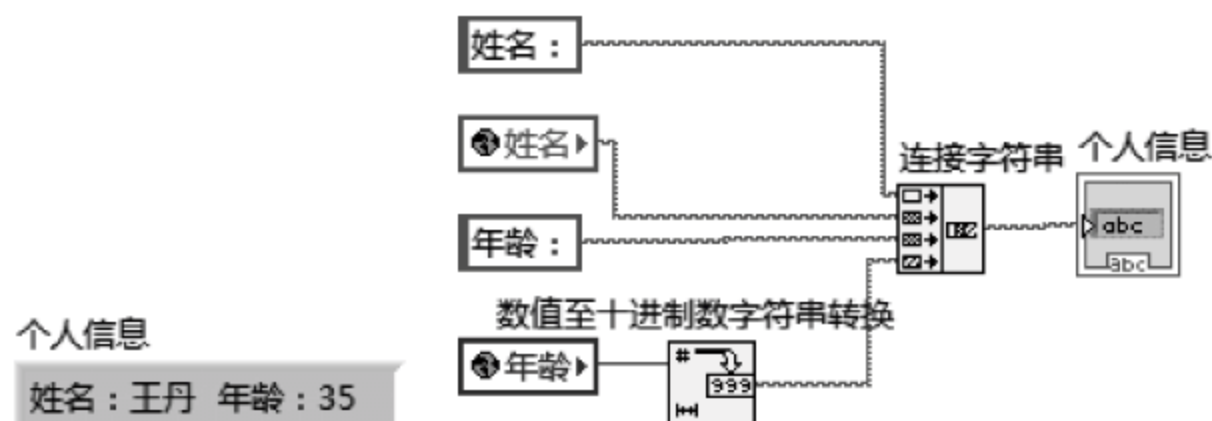 姓名：
姓名
连接字符串
个人信息
abc
abc
年龄：
数值至十进制数字符串转换
年龄
#
999
个人信息
姓名：王丹 年龄：35